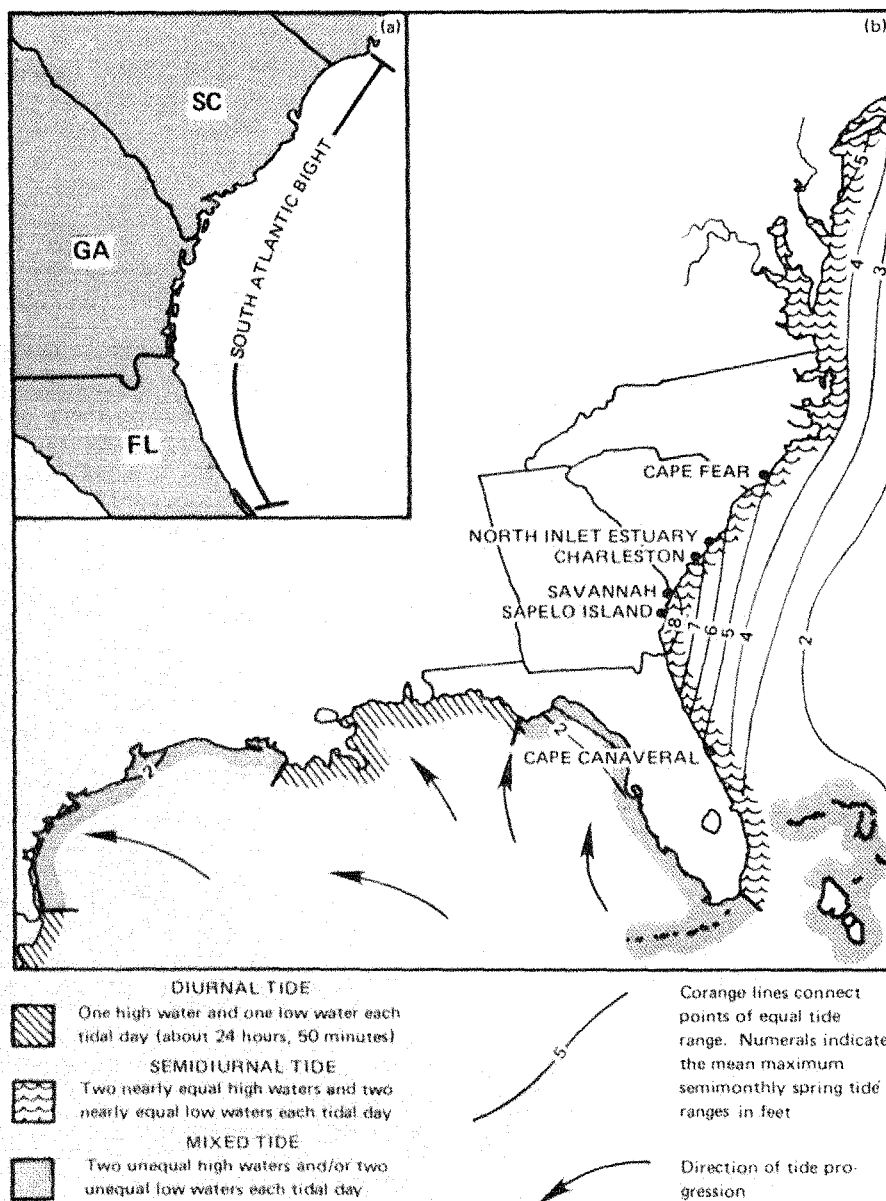 (a)
SC
GA
FL
SOUTH ATLANTIC BIGHT
(b)
5
4
3
CAPE FEAR
NORTH INLET ESTUARY
CHARLESTON
SAVANNAH
SAPELO ISLAND
8
7
6
5
4
2
2
2
CAPE CANAVERAL
DIURNAL TIDE
One high water and one low water each
tidal day (about 24 hours, 50 minutes)
SEMIDIURNAL TIDE
Two nearly equal high waters and two
nearly equal low waters each tidal day
MIXED TIDE
Two unequal high waters and/or two
unequal low waters each tidal day
5
Corange lines connect
points of equal tide
range. Numerals indicate
the mean maximum
semimonthly spring tide
ranges in feet
Direction of tide pro-
gression